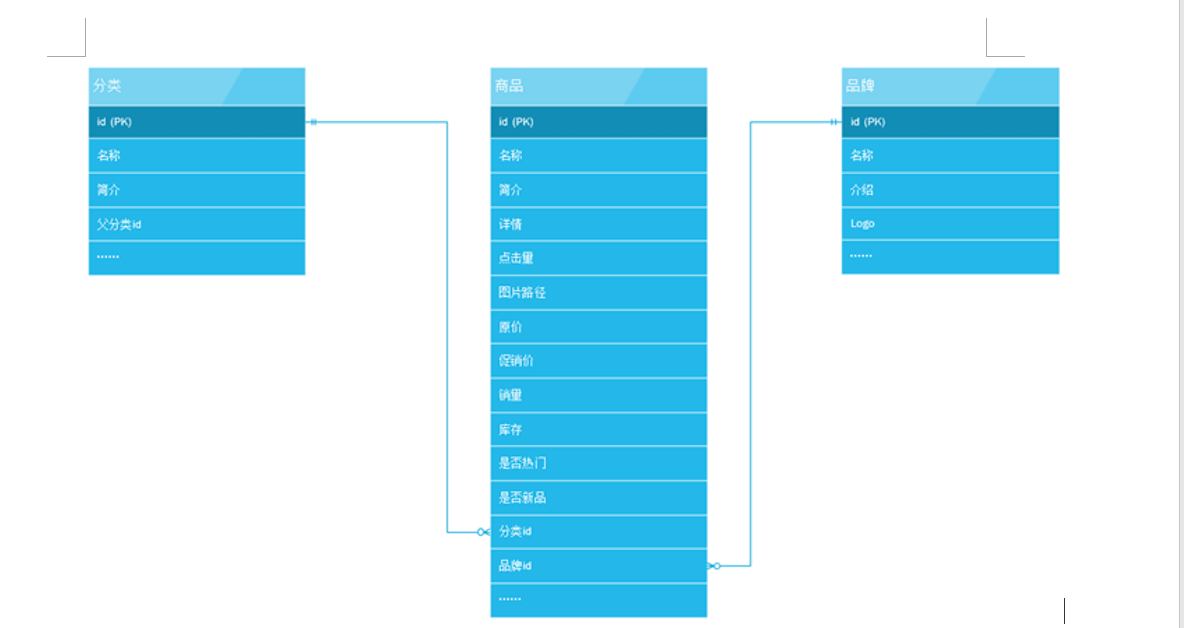 分类
id (PK)
名称
简介
父分类id
······
商品
id (PK)
名称
简介
详情
点击量
图片路径
原价
促销价
销量
库存
是否热门
是否新品
分类id
品牌id
······
品牌
id (PK)
名称
介绍
Logo
······